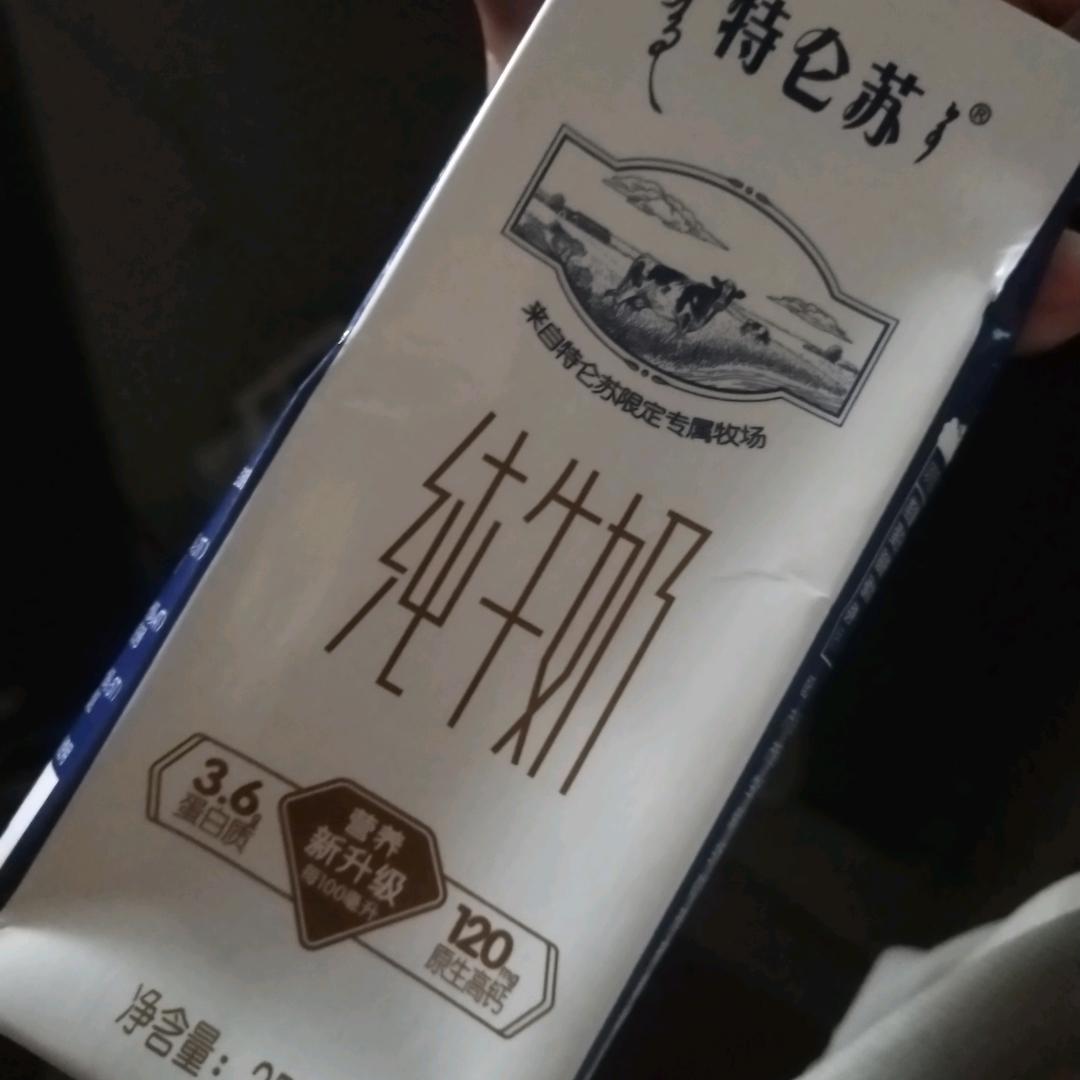 特仑苏®
来自特仑苏限定专属牧场
纯牛奶
3.6g
蛋白质
营养
新升级
每100毫升
120mg
原生高钙
净含量：